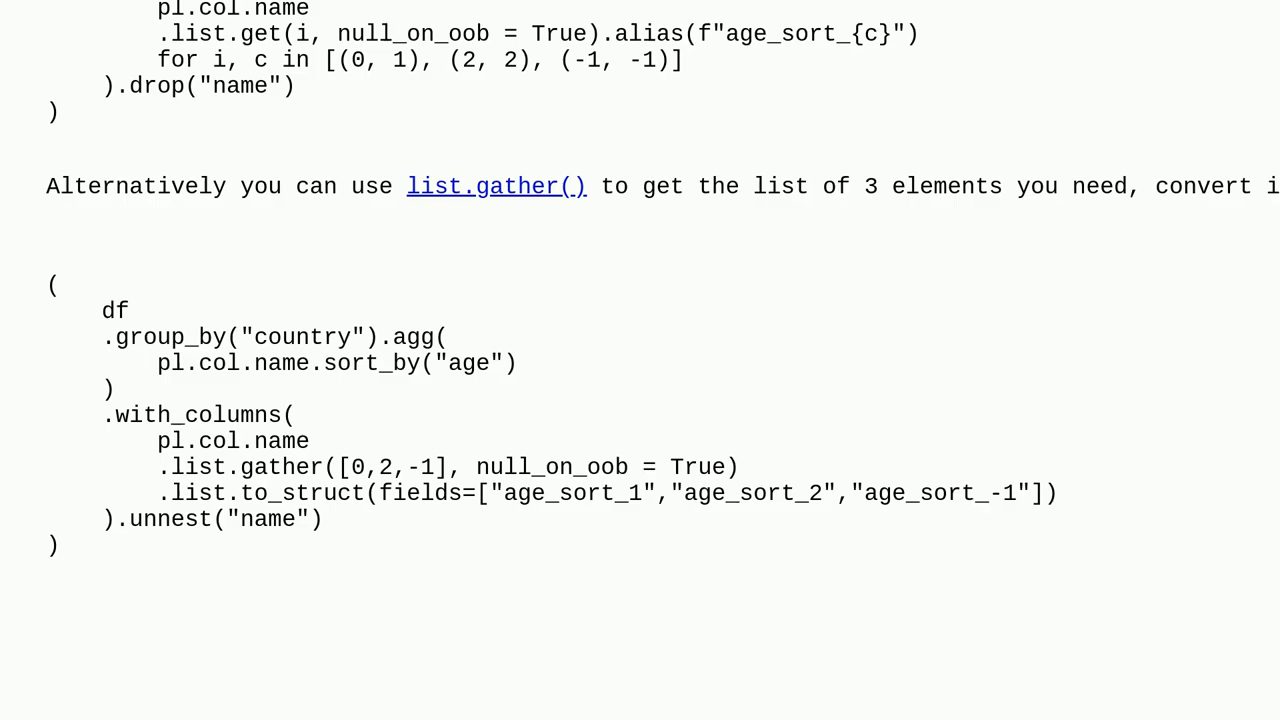 pl.col.name
.list.get(i, null_on_oob = True).alias(f"age_sort_{c}")
for i, c in [(0, 1), (2, 2), (-1, -1)]
).drop("name")
)
Alternatively you can use list.gather() to get the list of 3 elements you need, convert i
(
df
.group_by("country").agg(
pl.col.name.sort_by("age")
)
.with_columns(
pl.col.name
.list.gather([0,2,-1], null_on_oob = True)
.list.to_struct(fields=["age_sort_1","age_sort_2","age_sort_-1"])
).unnest("name")
)